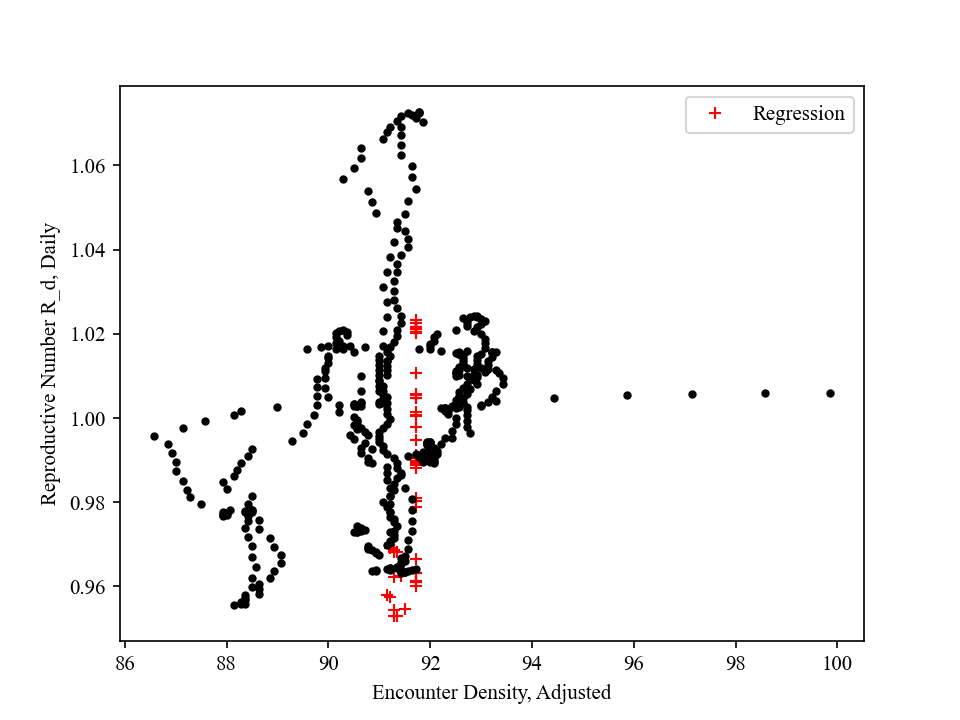 Regression
Reproductive Number R_d, Daily
1.06
1.04
1.02
1.00
0.98
0.96
86 88 90 92 94 96 98 100
Encounter Density, Adjusted